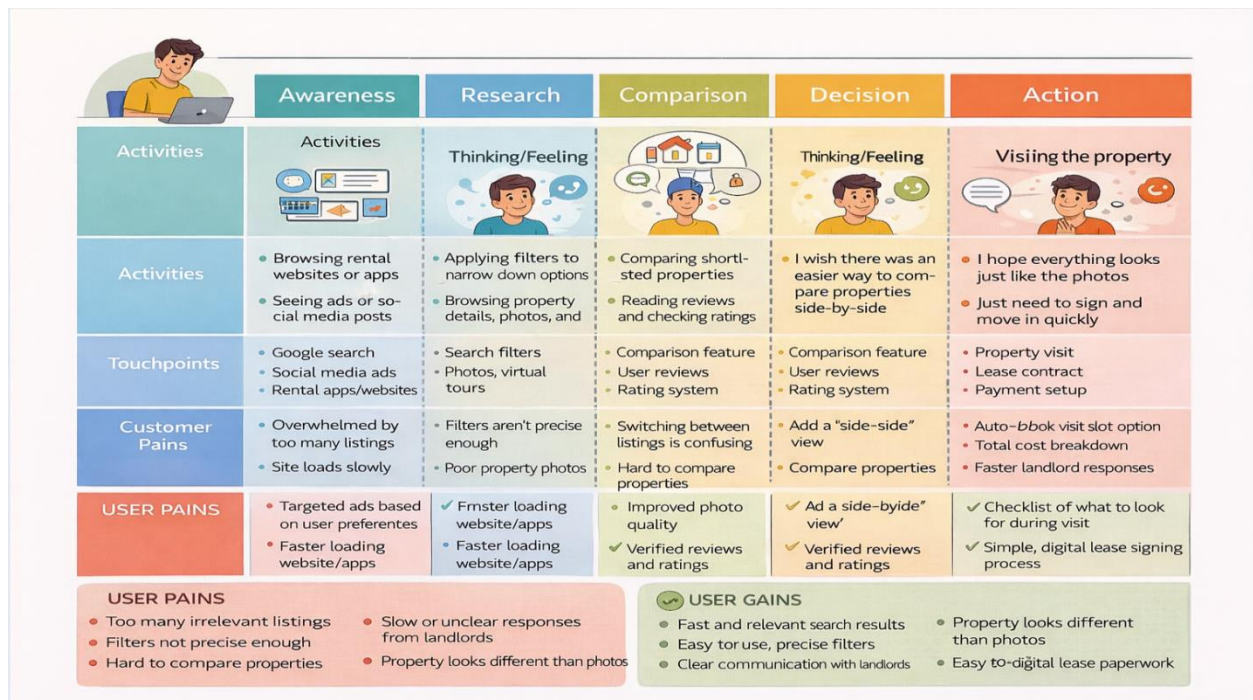 Awareness
Research
Comparison
Decision
Action
Activities
Activities
Thinking/Feeling
Thinking/Feeling
Visiing the property
Activities
Browsing rental
websites or apps
Seeing ads or so-
cial media posts
Applying filters to
narrow down options
Browsing property
details, photos, and
Comparing shortl-
sted properties
Reading reviews
and checking ratings
I wish there was an
easier way to com-
pare properties
side-by-side
I hope everything looks
just like the photos
Just need to sign and
move in quickly
Touchpoints
Google search
Social media ads
Rental apps/websites
Search filters
Photos, virtual
tours
Comparison feature
User reviews
Rating system
Comparison feature
User reviews
Rating system
Property visit
Lease contract
Payment setup
Customer
Pains
Overwhelmed by
too many listings
Site loads slowly
Filters aren't precise
enough
Poor property photos
Switching between
listings is confusing
Hard to compare
properties
Add a "side-side"
view
Compare properties
Auto-bbok visit slot option
Total cost breakdown
Faster landlord responses
USER PAINS
Targeted ads based
on user preferentes
Faster loading
website/apps
Fmster loading
website/apps
Faster loading
website/apps
Improved photo
quality
Verified reviews
and ratings
Ad a side-byide"
view'
Verified reviews
and ratings
Checklist of what to look
for during visit
Simple, digital lease signing
process
USER PAINS
Too many irrelevant listings
Filters not precise enough
Hard to compare properties
Slow or unclear responses
from landlords
Property looks different than photos
USER GAINS
Fast and relevant search results
Easy tor use, precise filters
Clear communication with landlords
Property looks different
than photos
Easy to-digital lease paperwork